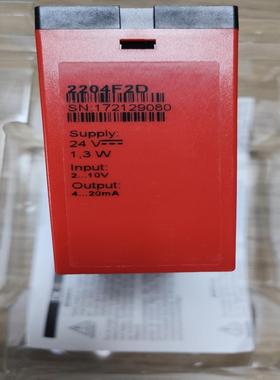 2204F2D
SN:172129080
Supply:
24 V⎓
1,3 W
Input:
2...10V
Output:
4...20mA